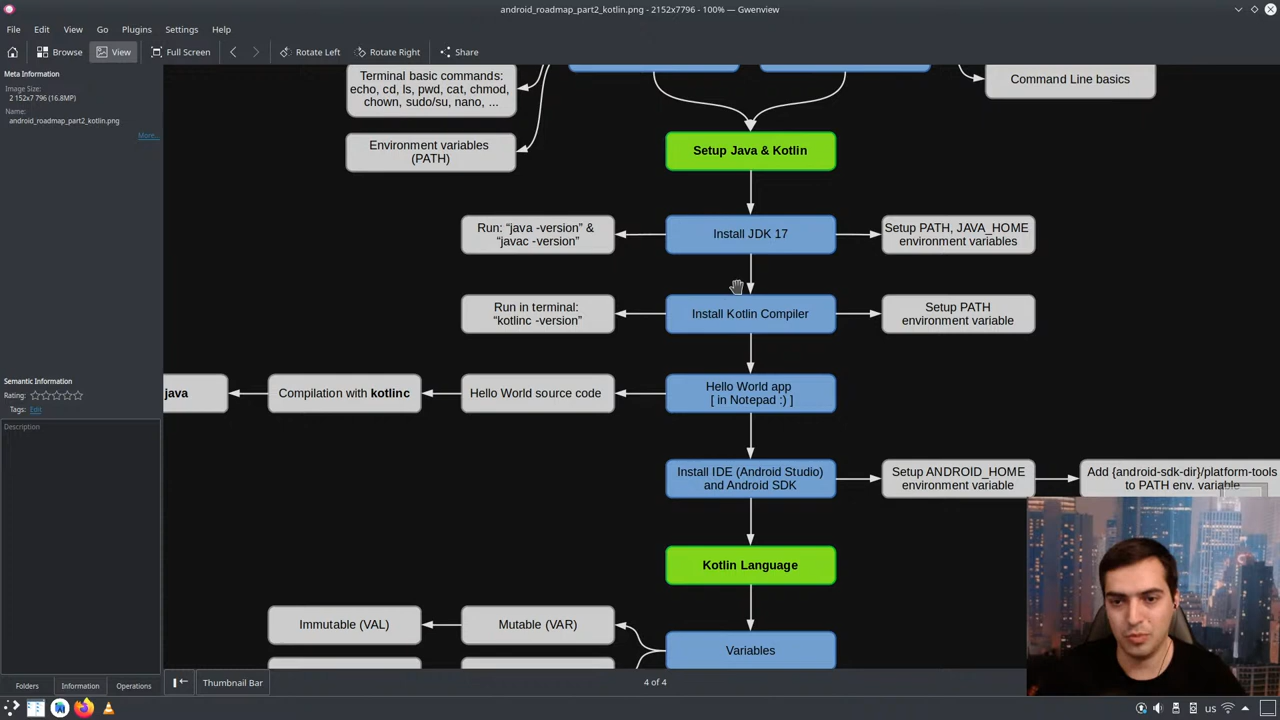 android_roadmap_part2_kotlin.png - 2152x7796 - 100% — Gwenview
File Edit View Go Plugins Settings Help
Browse View Full Screen Rotate Left Rotate Right Share
Meta Information
Image Size:
2 152x7 796 (16.8MP)
Name:
android_roadmap_part2_kotlin.png
More...
Semantic Information
Rating:
Tags: Edit
Description
Folders Information Operations
Terminal basic commands:
echo, cd, ls, pwd, cat, chmod,
chown, sudo/su, nano, ...
Command Line basics
Environment variables
(PATH)
Setup Java & Kotlin
Run: “java -version” &
“javac -version”
Install JDK 17
Setup PATH, JAVA_HOME
environment variables
Run in terminal:
“kotlinc -version”
Install Kotlin Compiler
Setup PATH
environment variable
java
Compilation with kotlinc
Hello World source code
Hello World app
[ in Notepad :) ]
Install IDE (Android Studio)
and Android SDK
Setup ANDROID_HOME
environment variable
Add {android-sdk-dir}/platform-tools
to PATH env. variable
Kotlin Language
Immutable (VAL)
Mutable (VAR)
Variables
Thumbnail Bar
4 of 4
us